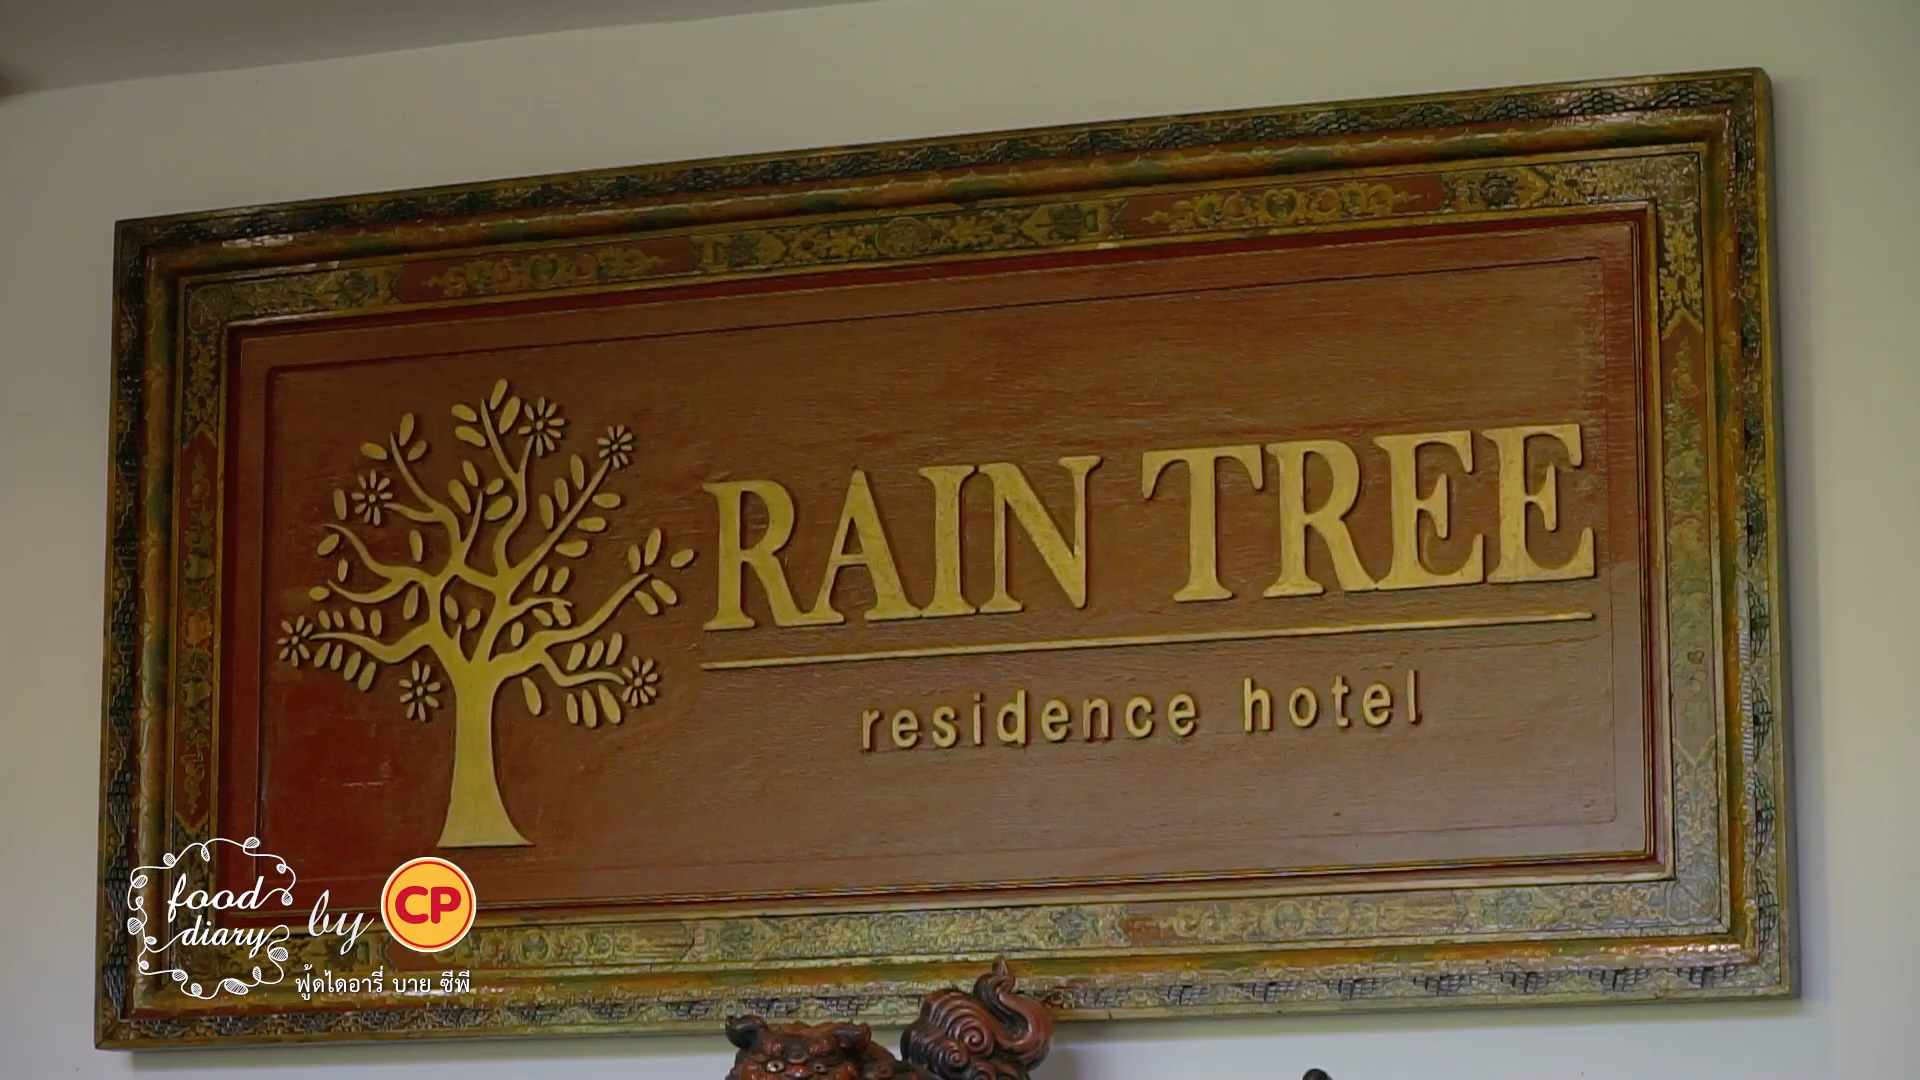 RAIN TREE
residence hotel
food
diary
by
CP
ฟู้ดไดอารี่ บาย ซีพี